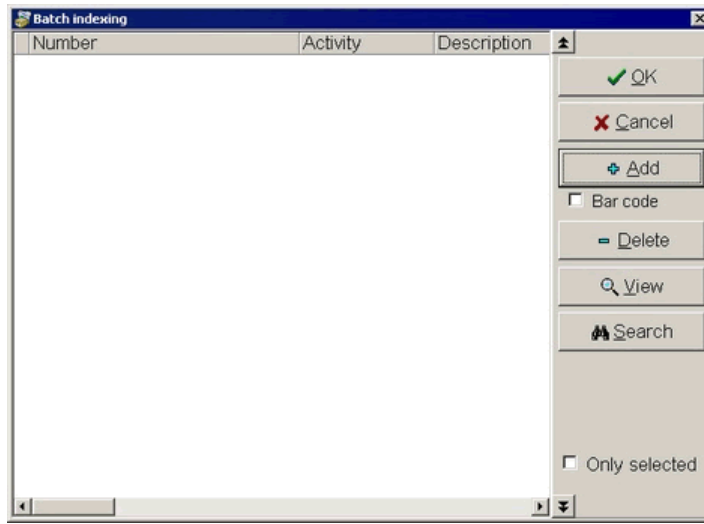 Batch indexing
Number Activity Description
OK
Cancel
Add
Bar code
Delete
View
Search
Only selected